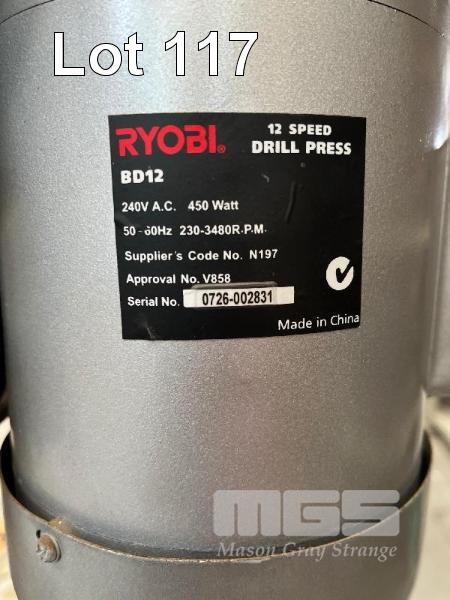 Lot 117
RYOBI®
12 SPEED
DRILL PRESS
BD12
240V A.C. 450 Watt
50-60Hz 230-3480R.P.M.
Supplier's Code No. N197
Approval No. V858
Serial No. 0726-002831
Made in China
MGS
Mason Gray Strange